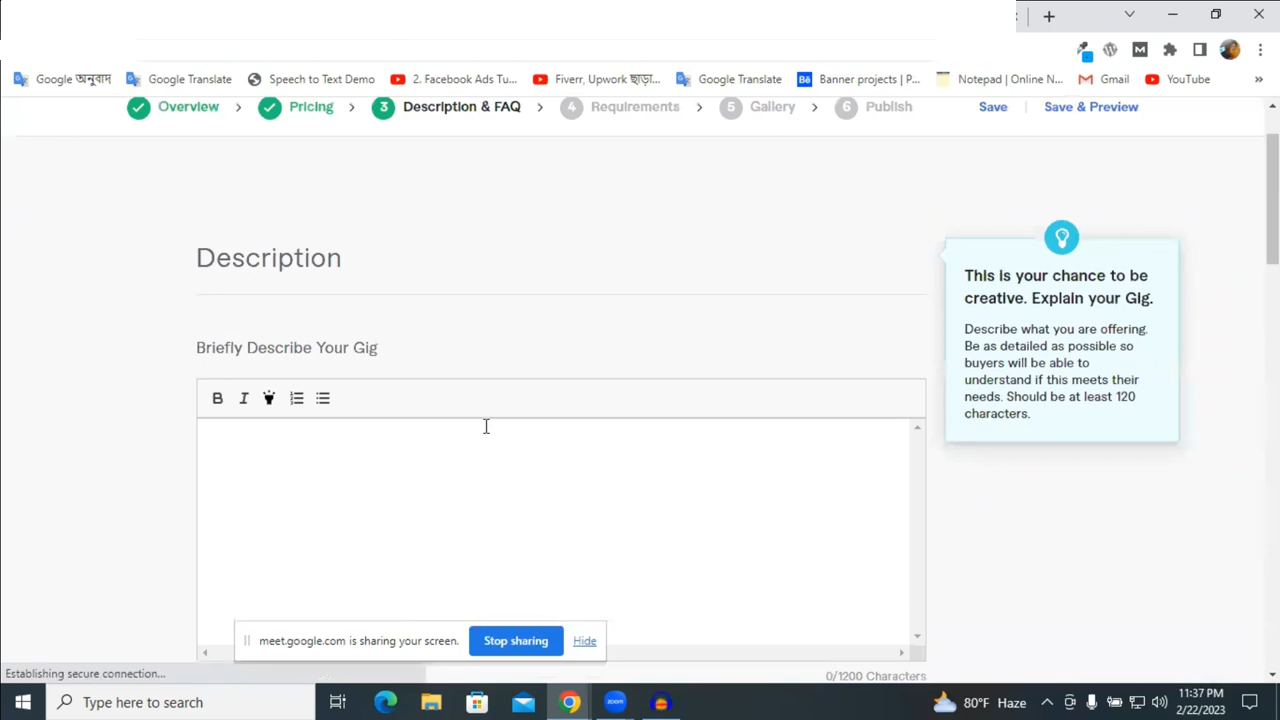 Google অনুবাদ
Google Translate
Speech to Text Demo
2. Facebook Ads Tu...
Fiverr, Upwork ছাড়া...
Google Translate
Bē Banner projects | P...
Notepad | Online N...
Gmail
YouTube
»
Overview > Pricing > 3 Description & FAQ > 4 Requirements > 5 Gallery > 6 Publish
Save
Save & Preview
Description
This is your chance to be
creative. Explain your Gig.
Describe what you are offering.
Be as detailed as possible so
buyers will be able to
understand if this meets their
needs. Should be at least 120
characters.
Briefly Describe Your Gig
B I
meet.google.com is sharing your screen.
Stop sharing
Hide
Establishing secure connection...
0/1200 Characters
Type here to search
zoom
80°F Haze
11:37 PM
2/22/2023